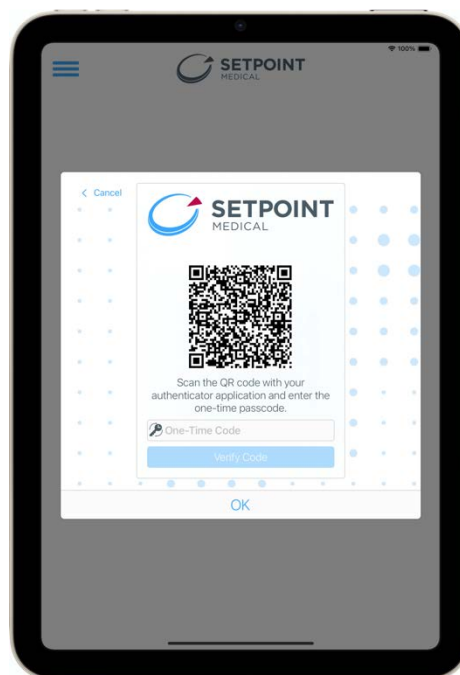 SETPOINT
MEDICAL
100%
Cancel
SETPOINT
MEDICAL
Scan the QR code with your
authenticator application and enter the
one-time passcode.
One-Time Code
Verify Code
OK